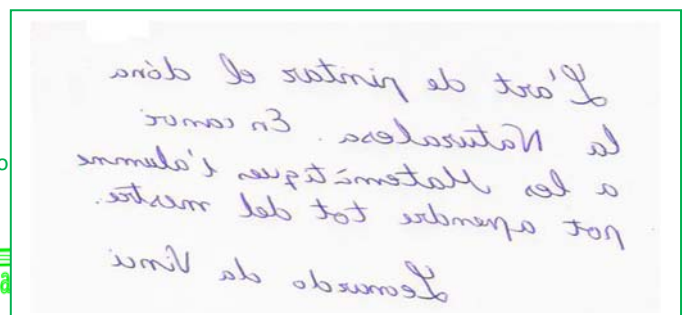 L'art de pintar el dóna
la Naturalesa. En canvi
a les Matemàtiques l'alumne
pot apendre tot del mestre.
Leonardo da Vinci